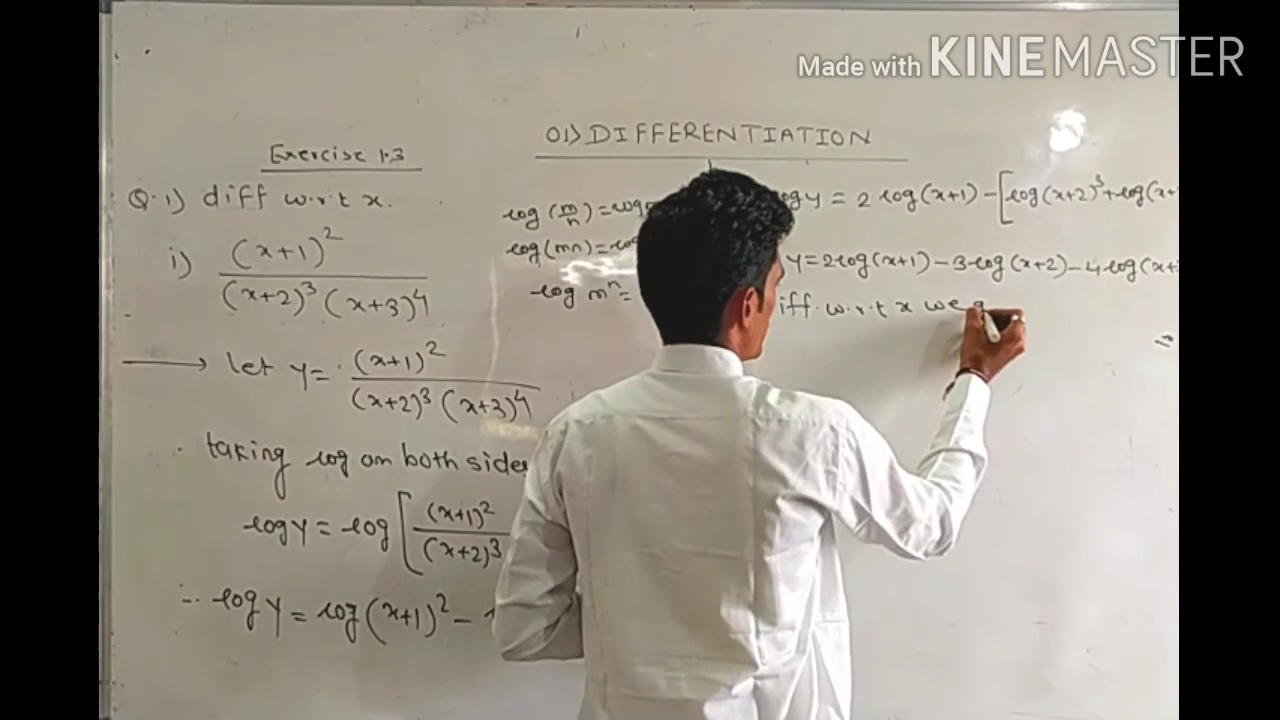 Made with KINEMASTER
01) DIFFERENTIATION
Exercise 1.3
Q.1) diff w.r.t x.
i) (x+1)²
(x+2)³ (x+3)⁴
let y = (x+1)²
(x+2)³ (x+3)⁴
taking log on both sides
log y = log [ (x+1)²
(x+2)³
∴ log y = log (x+1)² -
log (m/n) = log
log (mn) = log
log mⁿ =
log y = 2 log (x+1) - [log (x+2)³ + log (x+
y = 2 log (x+1) - 3 log (x+2) - 4 log (x+
iff. w.r.t x we
=